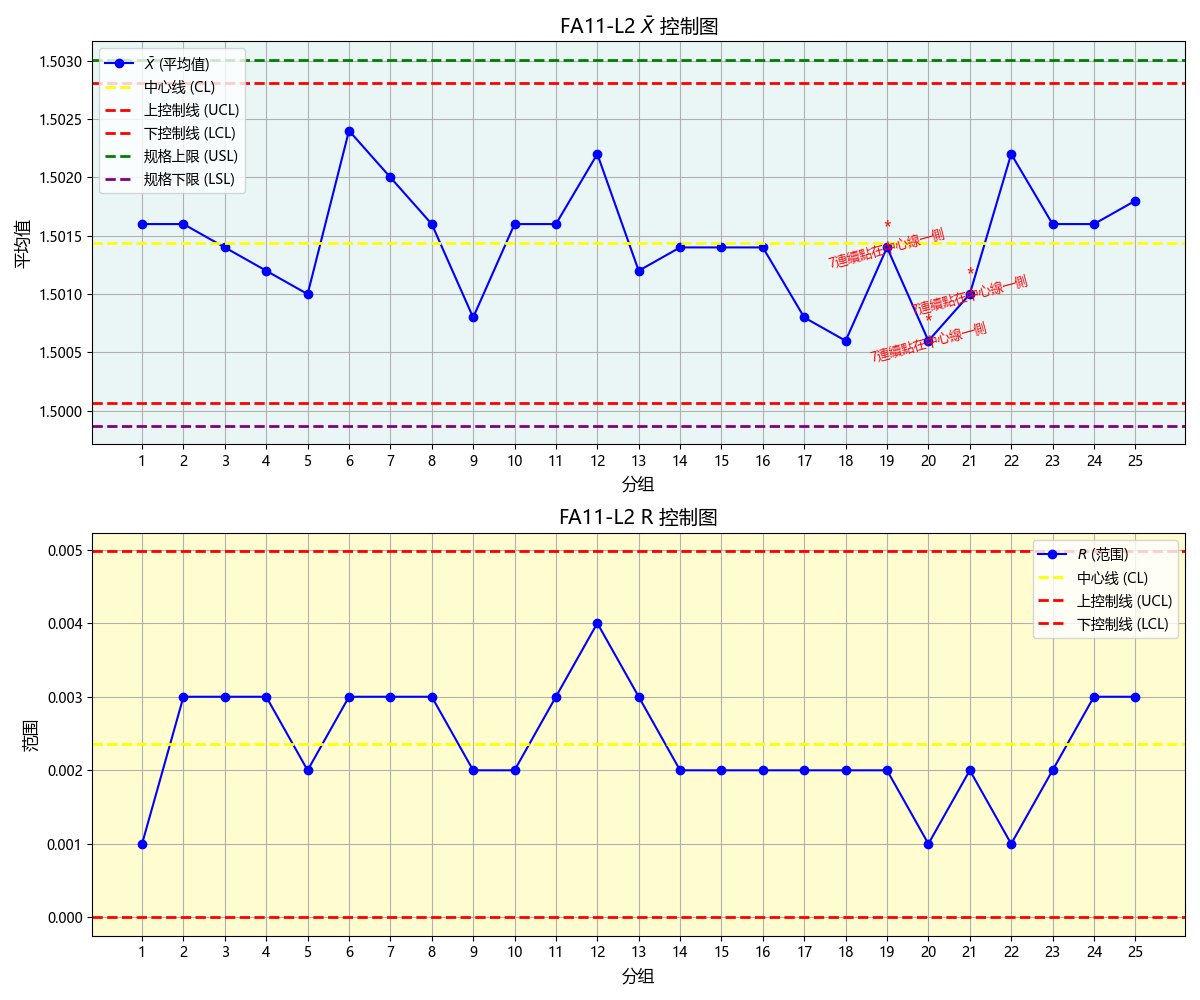 FA11-L2 X̄ 控制图
X̄ (平均值)
中心线 (CL)
上控制线 (UCL)
下控制线 (LCL)
规格上限 (USL)
规格下限 (LSL)
平均值
1.5030
1.5025
1.5020
1.5015
1.5010
1.5005
1.5000
*
7連續點在中心線一側
*
7連續點在中心線一側
*
7連續點在中心線一側
1 2 3 4 5 6 7 8 9 10 11 12 13 14 15 16 17 18 19 20 21 22 23 24 25
分组
FA11-L2 R 控制图
R (范围)
中心线 (CL)
上控制线 (UCL)
下控制线 (LCL)
范围
0.005
0.004
0.003
0.002
0.001
0.000
1 2 3 4 5 6 7 8 9 10 11 12 13 14 15 16 17 18 19 20 21 22 23 24 25
分组